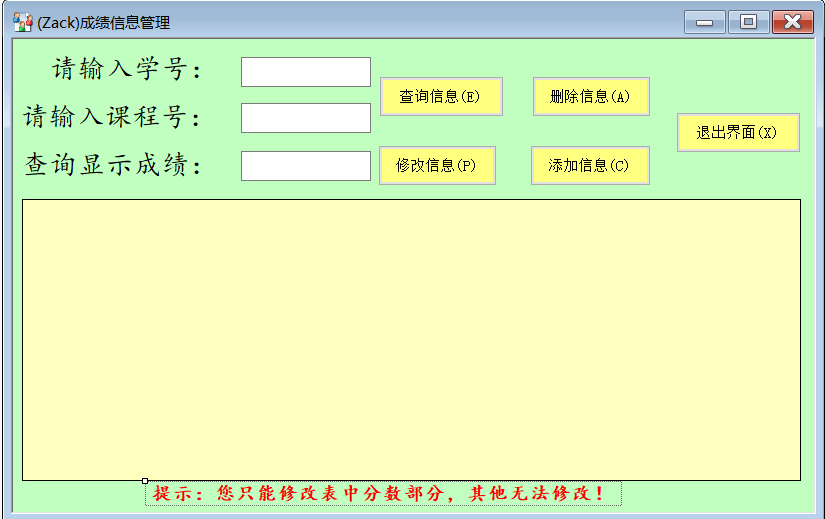 (Zack)成绩信息管理
请输入学号：
查询信息(E)
删除信息(A)
请输入课程号：
退出界面(X)
查询显示成绩：
修改信息(P)
添加信息(C)
提示：您只能修改表中分数部分，其他无法修改！